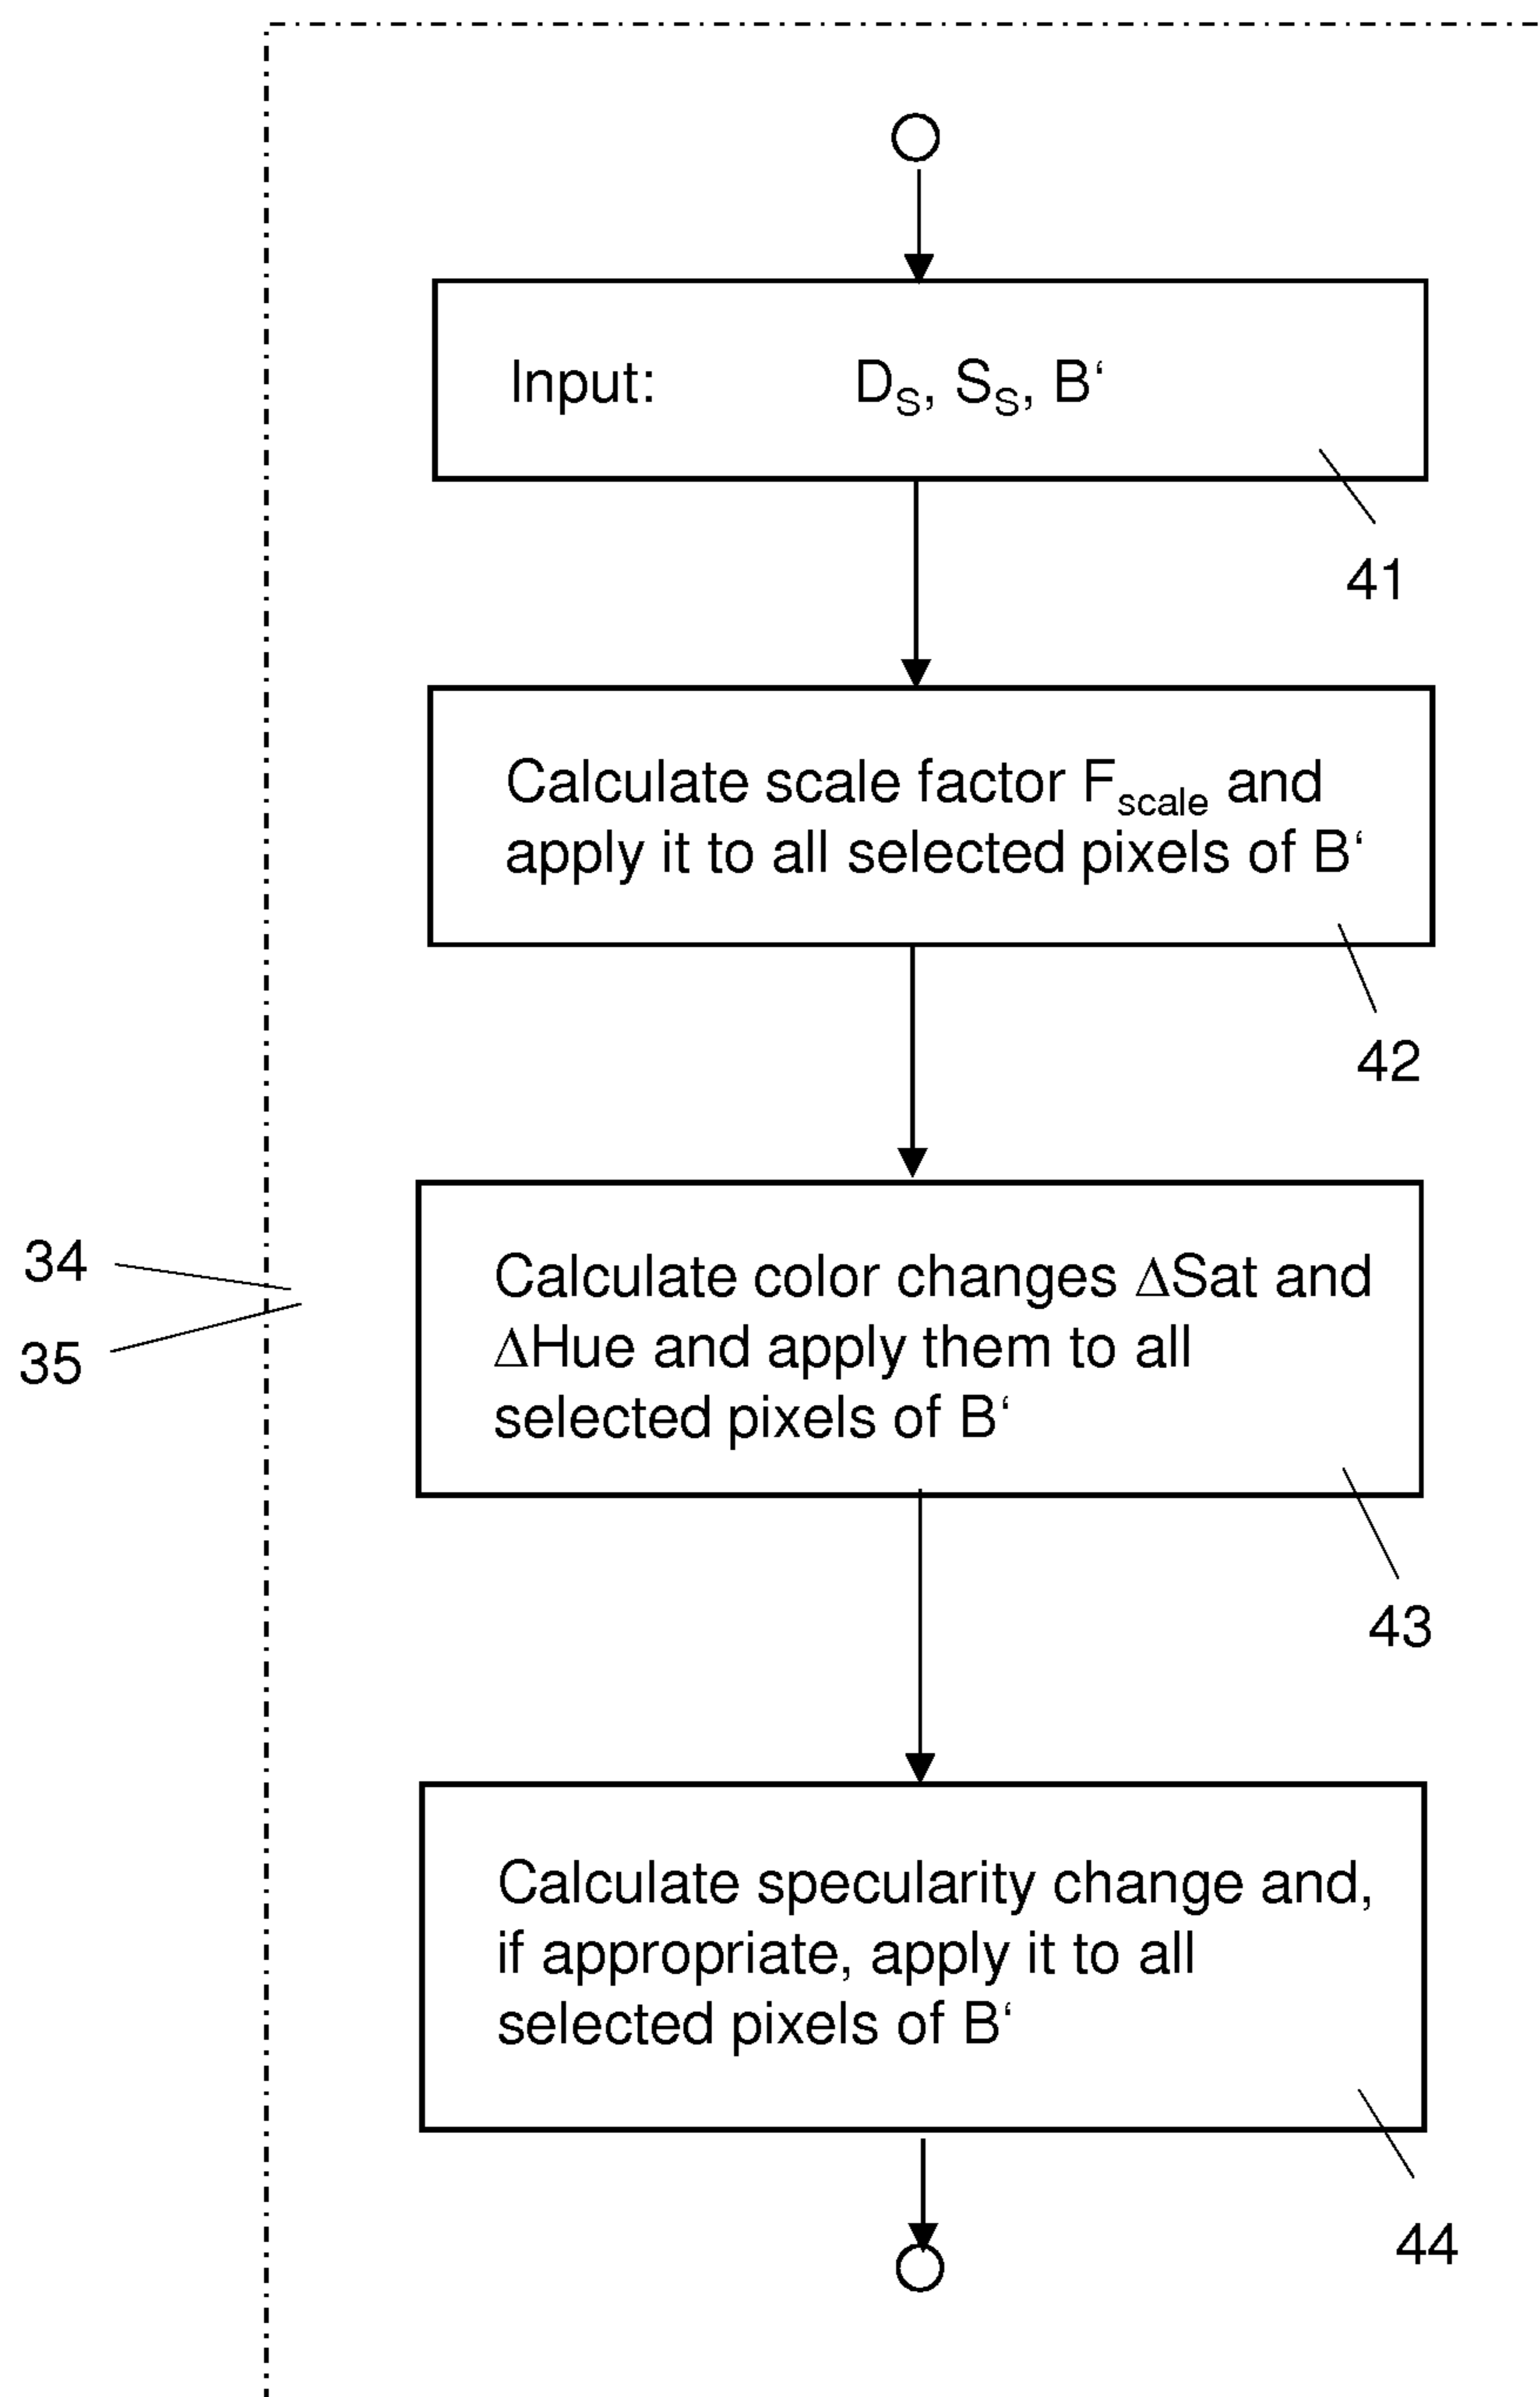 Input: D_S, S_S, B‘
41
Calculate scale factor F_scale and
apply it to all selected pixels of B‘
42
Calculate color changes ΔSat and
ΔHue and apply them to all
selected pixels of B‘
34
35
43
Calculate specularity change and,
if appropriate, apply it to all
selected pixels of B‘
44